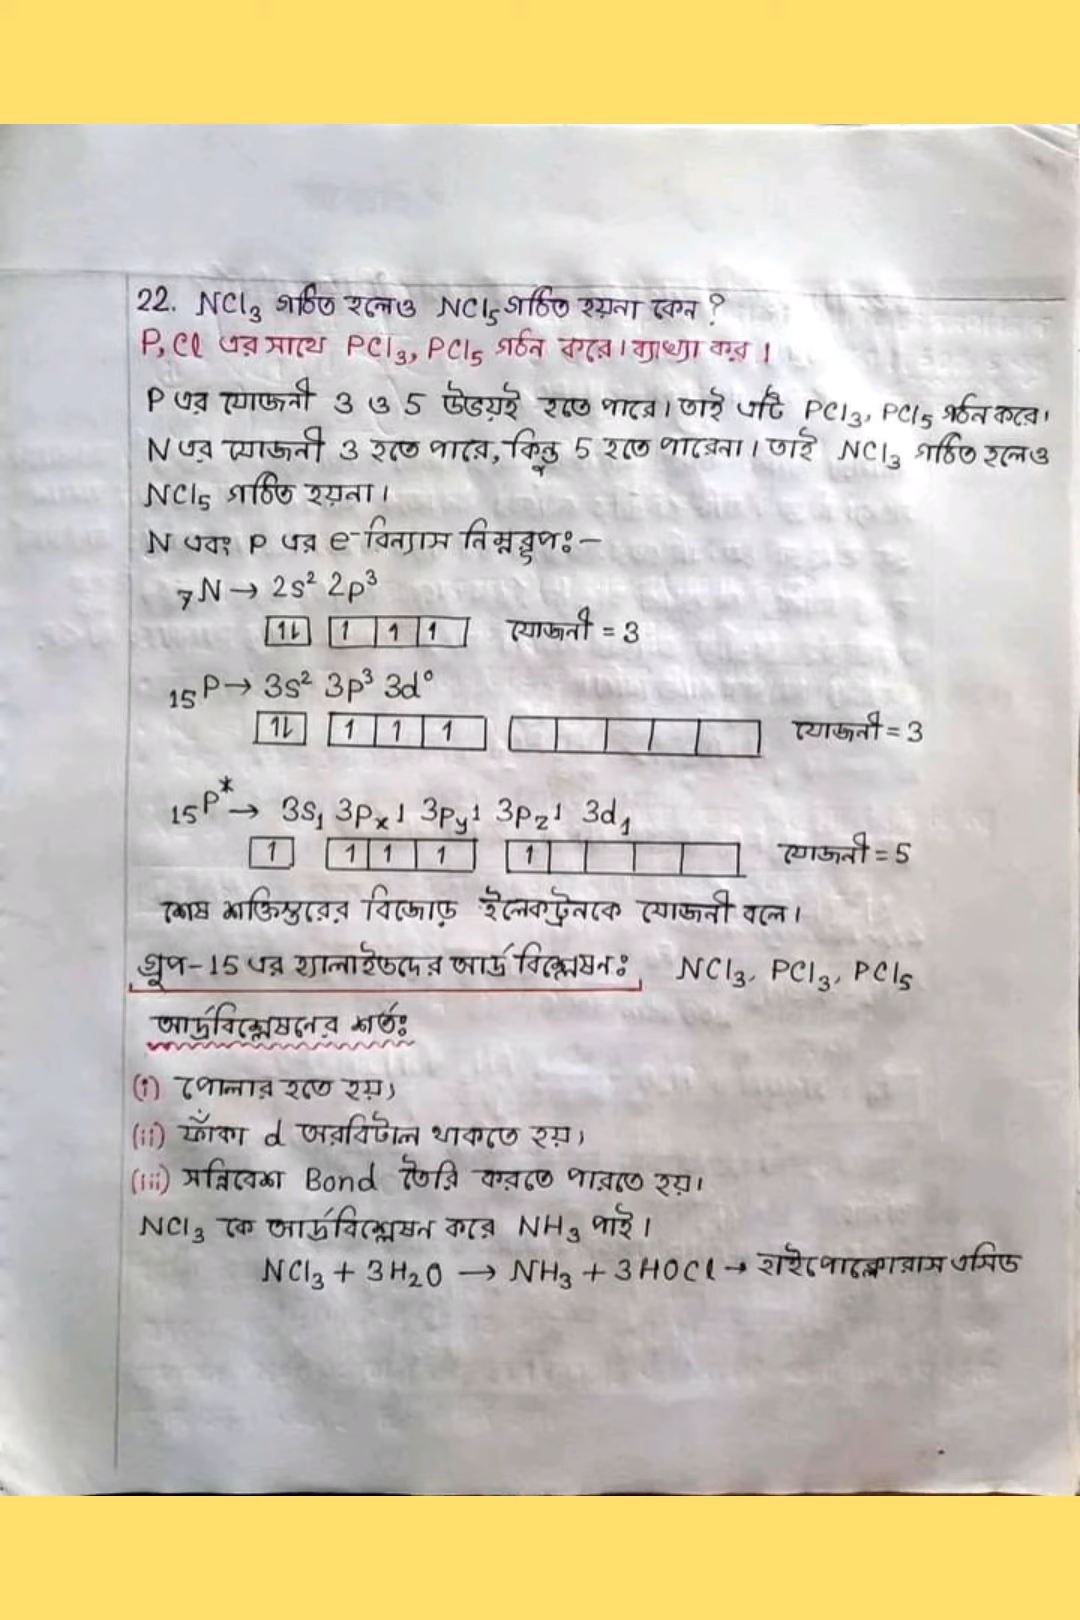 22. NCl₃ গঠিত হলেও NCl₅ গঠিত হয়না কেন ?
P, Cl এর সাথে PCl₃, PCl₅ গঠন করে। ব্যাখ্যা কর।
P এর যোজনী 3 ও 5 উভয়ই হতে পারে। তাই এটি PCl₃, PCl₅ গঠন করে।
N এর যোজনী 3 হতে পারে, কিন্তু 5 হতে পারেনা। তাই NCl₃ গঠিত হলেও
NCl₅ গঠিত হয়না।
N এবং P এর e⁻ বিন্যাস নিম্নরূপঃ-
₇N → 2s² 2p³
1L 1 1 1 যোজনী = 3
₁₅P → 3s² 3p³ 3d°
1L 1 1 1 যোজনী = 3
₁₅P* → 3s₁ 3pₓ1 3py1 3pz1 3d₁
1 1 1 1 1 যোজনী = 5
শেষ শক্তিস্তরের বিজোড় ইলেকট্রনকে যোজনী বলে।
গ্রুপ-15 এর হ্যালাইডদের আর্দ্র বিশ্লেষনঃ NCl₃, PCl₃, PCl₅
আর্দ্রবিশ্লেষনের শর্তঃ
(i) পোলার হতে হয়।
(ii) ফাঁকা d অরবিটাল থাকতে হয়।
(iii) সন্নিবেশ Bond তৈরি করতে পারতে হয়।
NCl₃ কে আর্দ্রবিশ্লেষন করে NH₃ পাই।
NCl₃ + 3H₂O → NH₃ + 3HOCl → হাইপোক্লোরাস এসিড